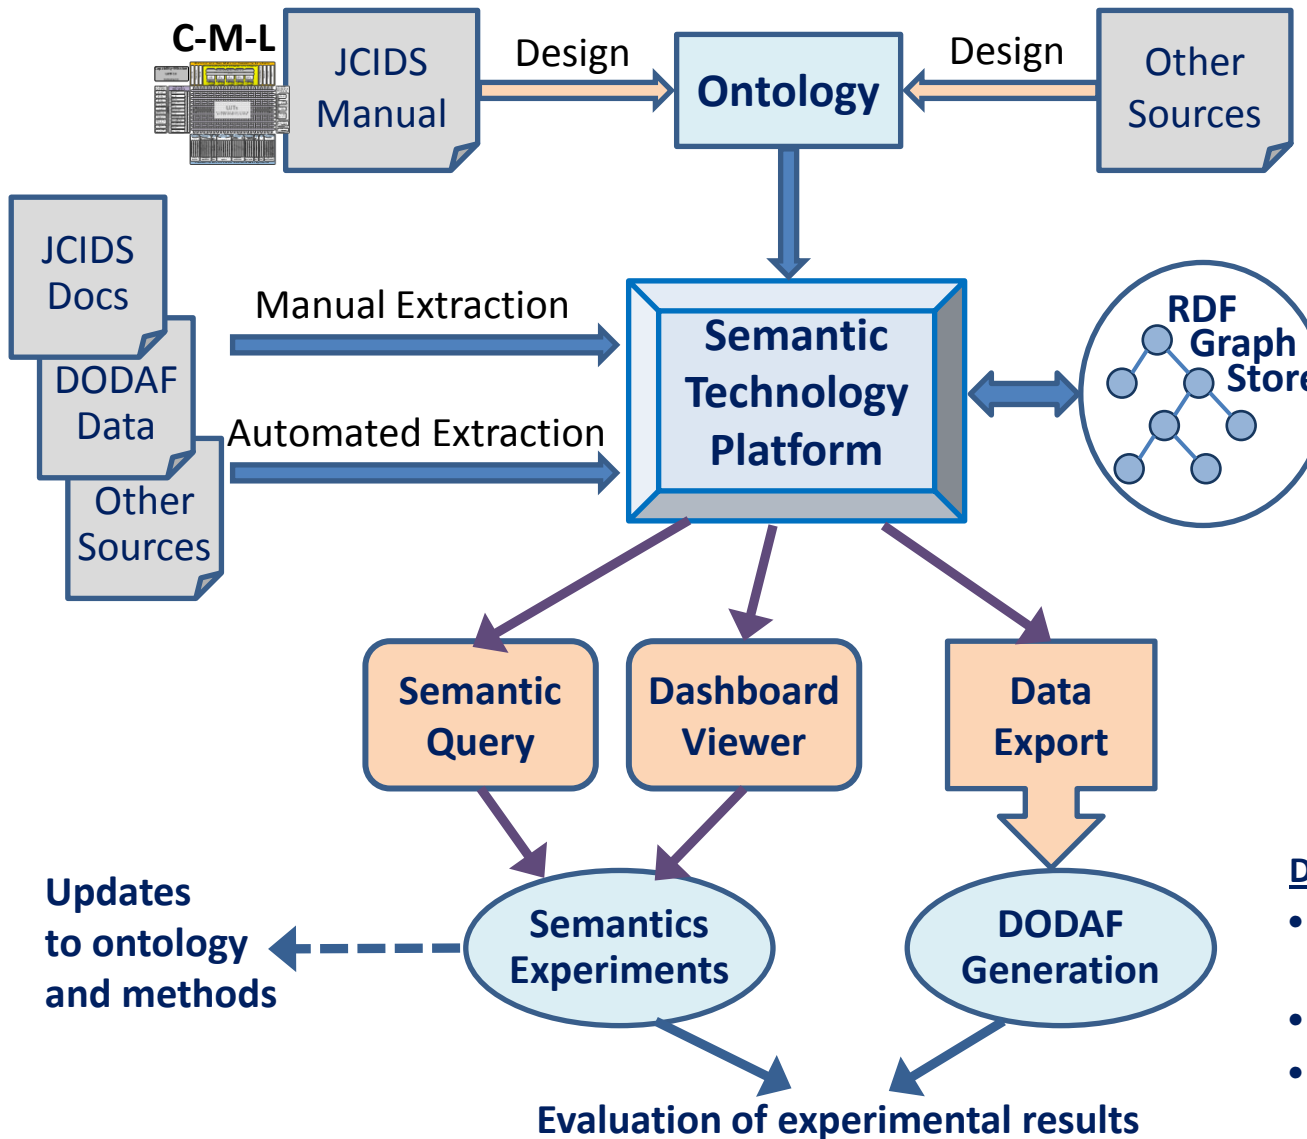 C-M-L
JCIDS
Manual
Design
Ontology
Design
Other
Sources
JCIDS
Docs
DODAF
Data
Other
Sources
Manual Extraction
Automated Extraction
Semantic
Technology
Platform
RDF
Graph
Store
Semantic
Query
Dashboard
Viewer
Data
Export
Updates
to ontology
and methods
Semantics
Experiments
DODAF
Generation
D
•
•
•
Evaluation of experimental results